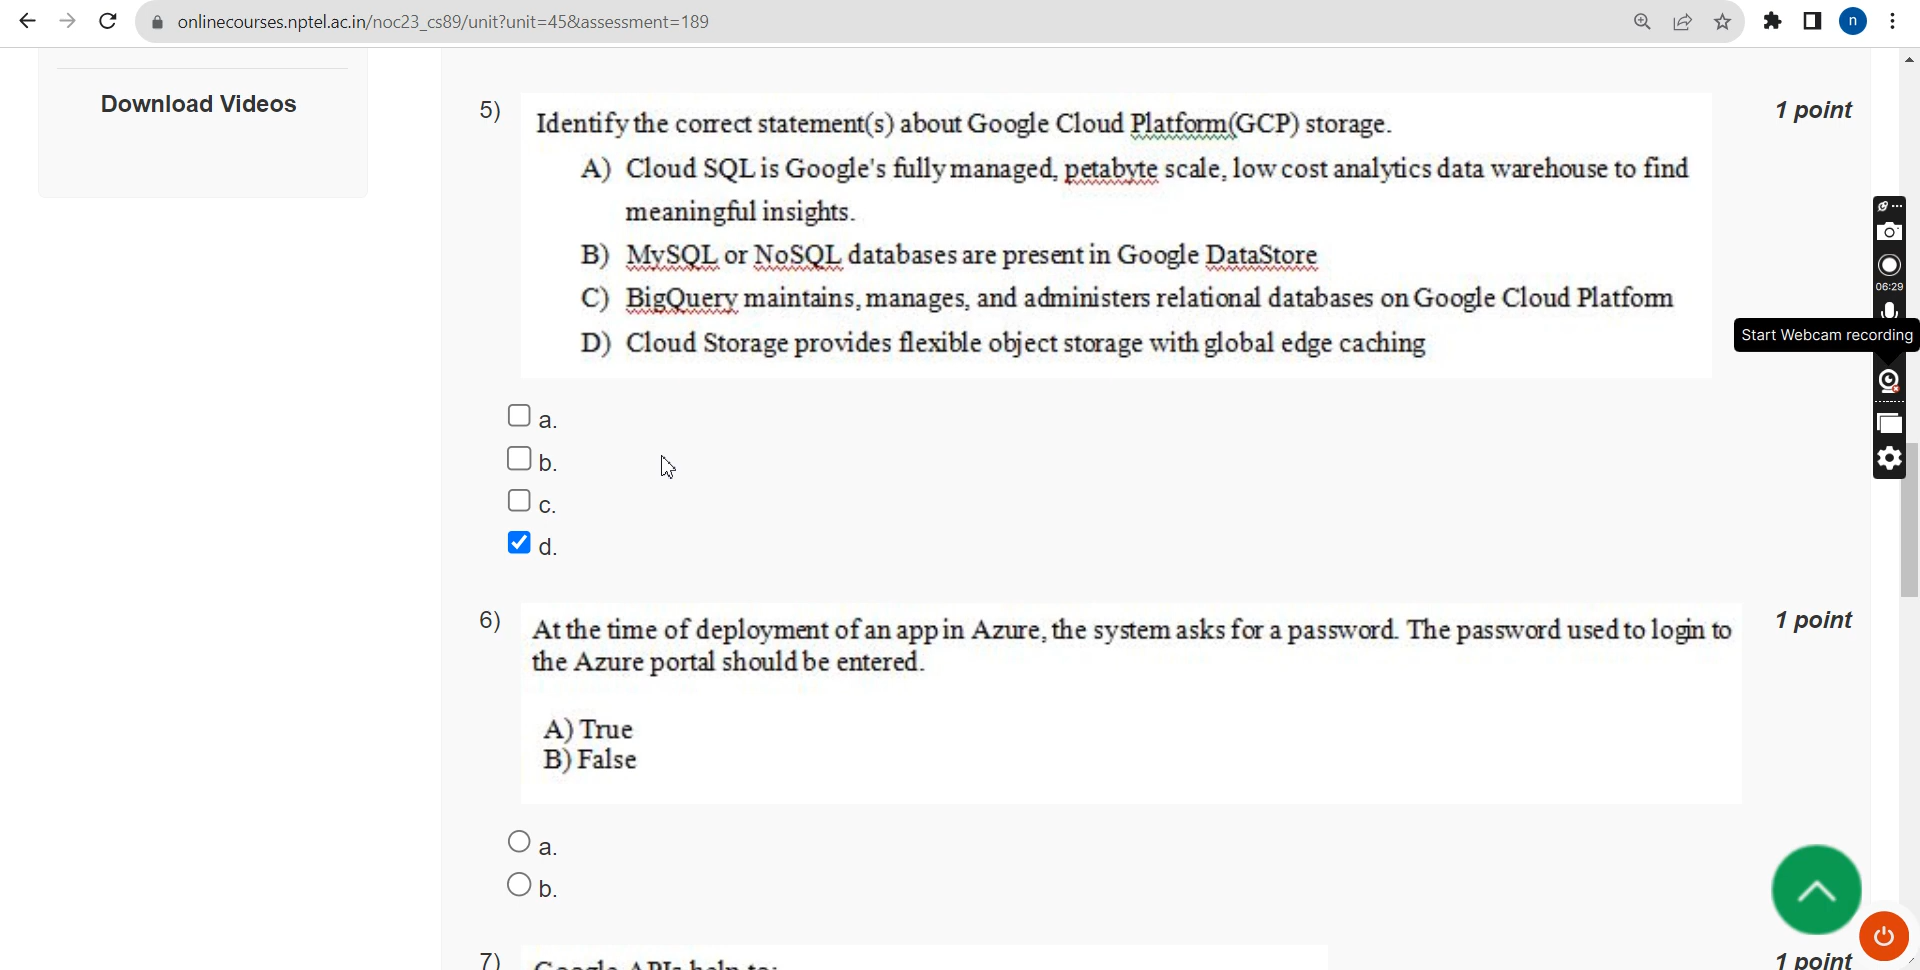 onlinecourses.nptel.ac.in/noc23_cs89/unit?unit=45&assessment=189
n
Download Videos
5)
Identify the correct statement(s) about Google Cloud Platform(GCP) storage.
1 point
A) Cloud SQL is Google's fully managed, petabyte scale, low cost analytics data warehouse to find
meaningful insights.
B) MySQL or NoSQL databases are present in Google DataStore
C) BigQuery maintains, manages, and administers relational databases on Google Cloud Platform
06:29
D) Cloud Storage provides flexible object storage with global edge caching
Start Webcam recording
a.
b.
c.
d.
6)
At the time of deployment of an app in Azure, the system asks for a password. The password used to login to
the Azure portal should be entered.
1 point
A) True
B) False
a.
b.
7)
Google APIs help to:
1 point